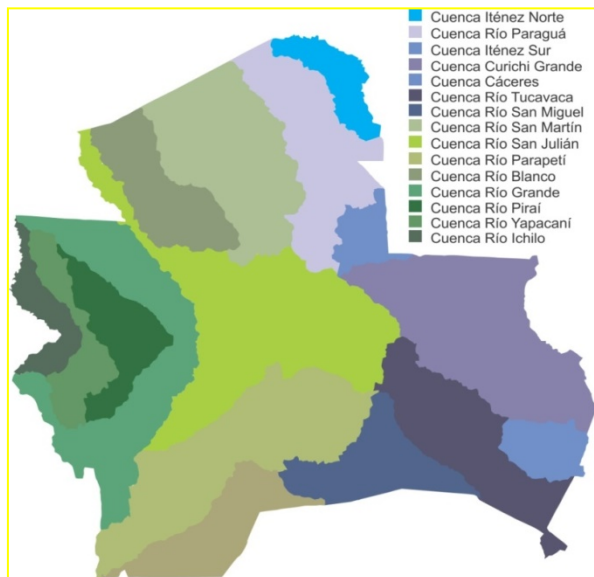 Cuenca Iténez Norte
Cuenca Río Paraguá
Cuenca Iténez Sur
Cuenca Curichi Grande
Cuenca Cáceres
Cuenca Río Tucavaca
Cuenca Río San Miguel
Cuenca Río San Martín
Cuenca Río San Julián
Cuenca Río Parapetí
Cuenca Río Blanco
Cuenca Río Grande
Cuenca Río Piraí
Cuenca Río Yapacaní
Cuenca Río Ichilo